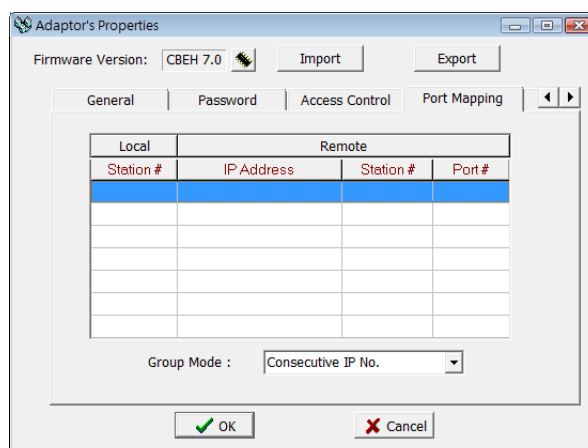 Adaptor's Properties
Firmware Version: CBEH 7.0 Import Export
General Password Access Control Port Mapping
Local Remote
Station # IP Address Station # Port #
Group Mode : Consecutive IP No.
OK Cancel